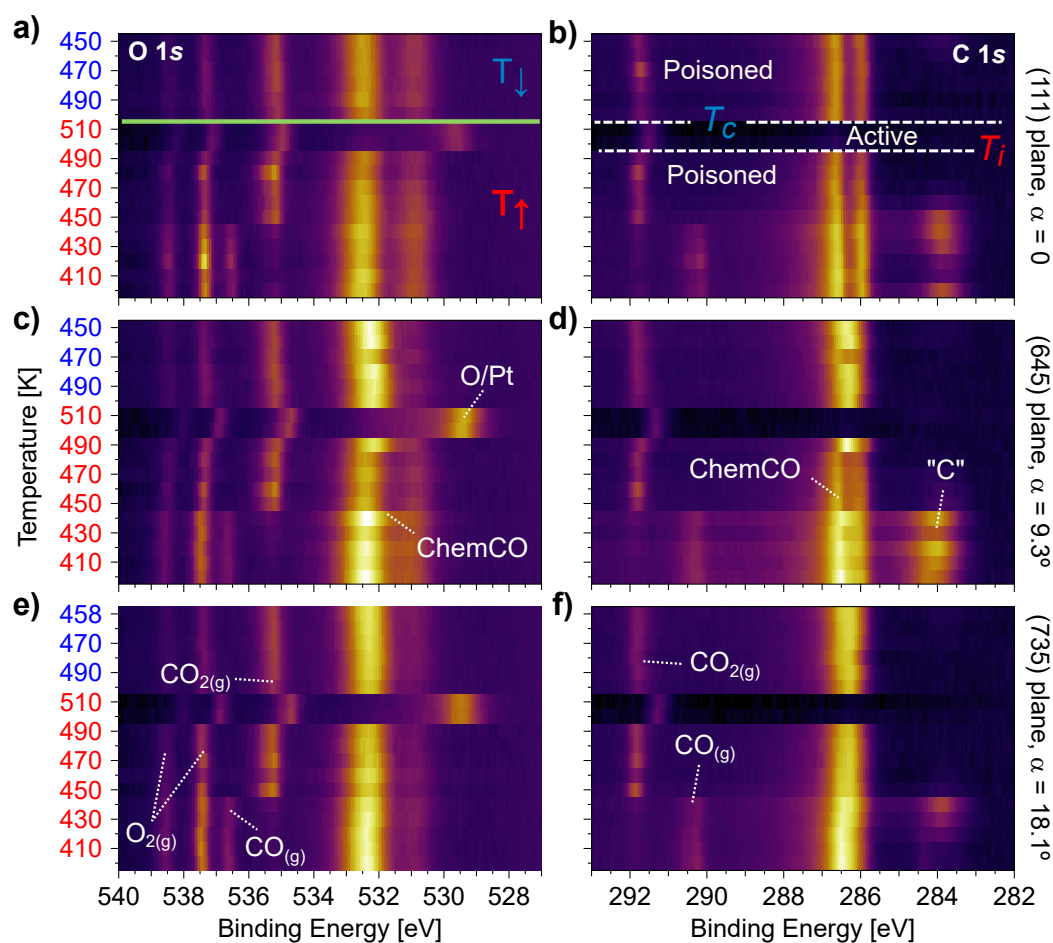 a)
O 1s
450
470
490
510
490
470
450
430
410
T↓
T↑
b)
C 1s
Poisoned
Tc
Active
Ti
Poisoned
(111) plane, α = 0
c)
450
470
490
510
490
470
450
430
410
O/Pt
ChemCO
d)
ChemCO
"C"
(645) plane, α = 9.3º
Temperature [K]
e)
458
470
490
510
490
470
450
430
410
CO2(g)
O2(g)
CO(g)
f)
CO2(g)
CO(g)
(735) plane, α = 18.1º
540 538 536 534 532 530 528
Binding Energy [eV]
292 290 288 286 284 282
Binding Energy [eV]